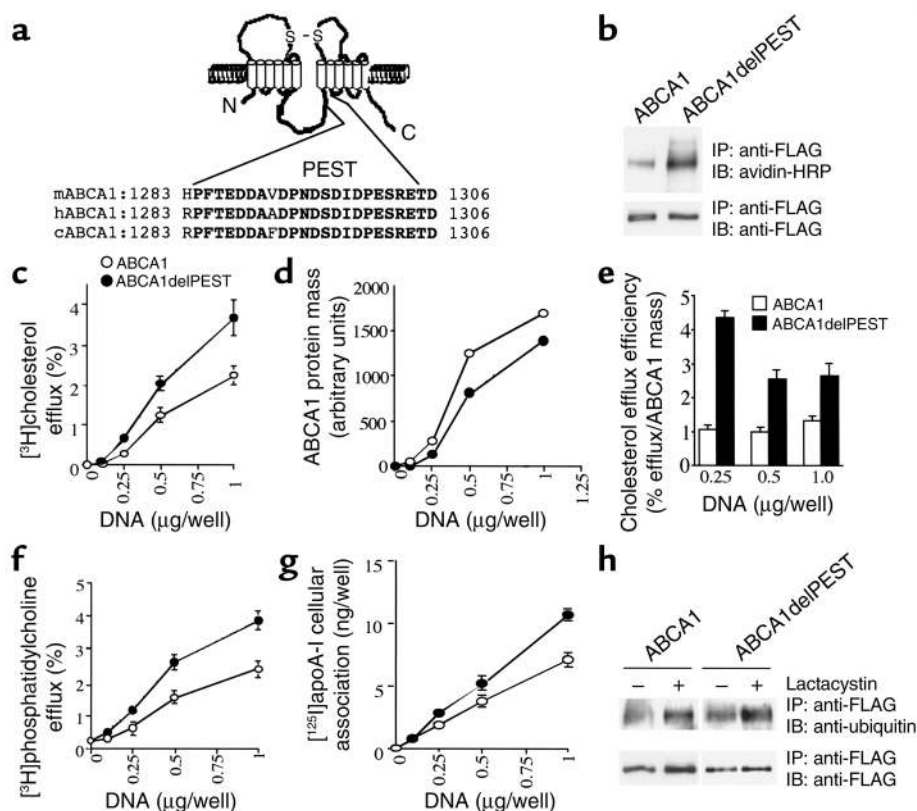 a
S - S
N
C
PEST
mABCA1:1283 HPFTEDDAVDPNDSDIDPESRETD 1306
hABCA1:1283 RPFTEDDAADPNDSDIDPESRETD 1306
cABCA1:1283 RPFTEDDAFDPNDSDIDPESRETD 1306
b
ABCA1
ABCA1delPEST
IP: anti-FLAG
IB: avidin-HRP
IP: anti-FLAG
IB: anti-FLAG
c
ABCA1
ABCA1delPEST
[³H]cholesterol
efflux (%)
4
3
2
1
0
0
0.25
0.5
0.75
1
DNA (μg/well)
d
ABCA1 protein mass
(arbitrary units)
1500
1000
500
0
0
0.25
0.5
0.75
1
1.25
DNA (μg/well)
e
ABCA1
ABCA1delPEST
Cholesterol efflux efficiency
(% efflux/ABCA1 mass)
5
4
3
2
1
0
0.25
0.5
1.0
DNA (μg/well)
f
[³H]phosphatidylcholine
efflux (%)
5
4
3
2
1
0
0
0.25
0.5
0.75
1
DNA (μg/well)
g
[¹²⁵I]apoA-I cellular
association (ng/well)
15
10
5
0
0
0.25
0.5
0.75
1
DNA (μg/well)
h
ABCA1
ABCA1delPEST
− + − + Lactacystin
IP: anti-FLAG
IB: anti-ubiquitin
IP: anti-FLAG
IB: anti-FLAG